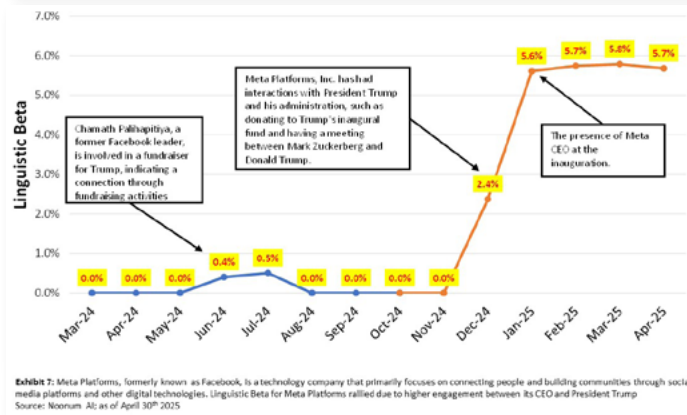 7.0%
6.0%
5.0%
4.0%
3.0%
2.0%
1.0%
0.0%
Linguistic Beta
Chamath Palihapitiya, a
former Facebook leader,
is involved in a fundraiser
for Trump, indicating a
connection through
fundraising activities
Meta Platforms, Inc. has had
interactions with President Trump
and his administration, such as
donating to Trump's inaugural
fund and having a meeting
between Mark Zuckerberg and
Donald Trump.
The presence of Meta
CEO at the
inauguration.
0.0%
0.0%
0.0%
0.4%
0.5%
0.0%
0.0%
0.0%
0.0%
2.4%
5.6%
5.7%
5.8%
5.7%
Mar-24
Apr-24
May-24
Jun-24
Jul-24
Aug-24
Sep-24
Oct-24
Nov-24
Dec-24
Jan-25
Feb-25
Mar-25
Apr-25
Exhibit 7: Meta Platforms, formerly known as Facebook, is a technology company that primarily focuses on connecting people and building communities through socia
media platforms and other digital technologies. Linguistic Beta for Meta Platforms rallied due to higher engagement between its CEO and President Trump
Source: Noonum AI; as of April 30th 2025